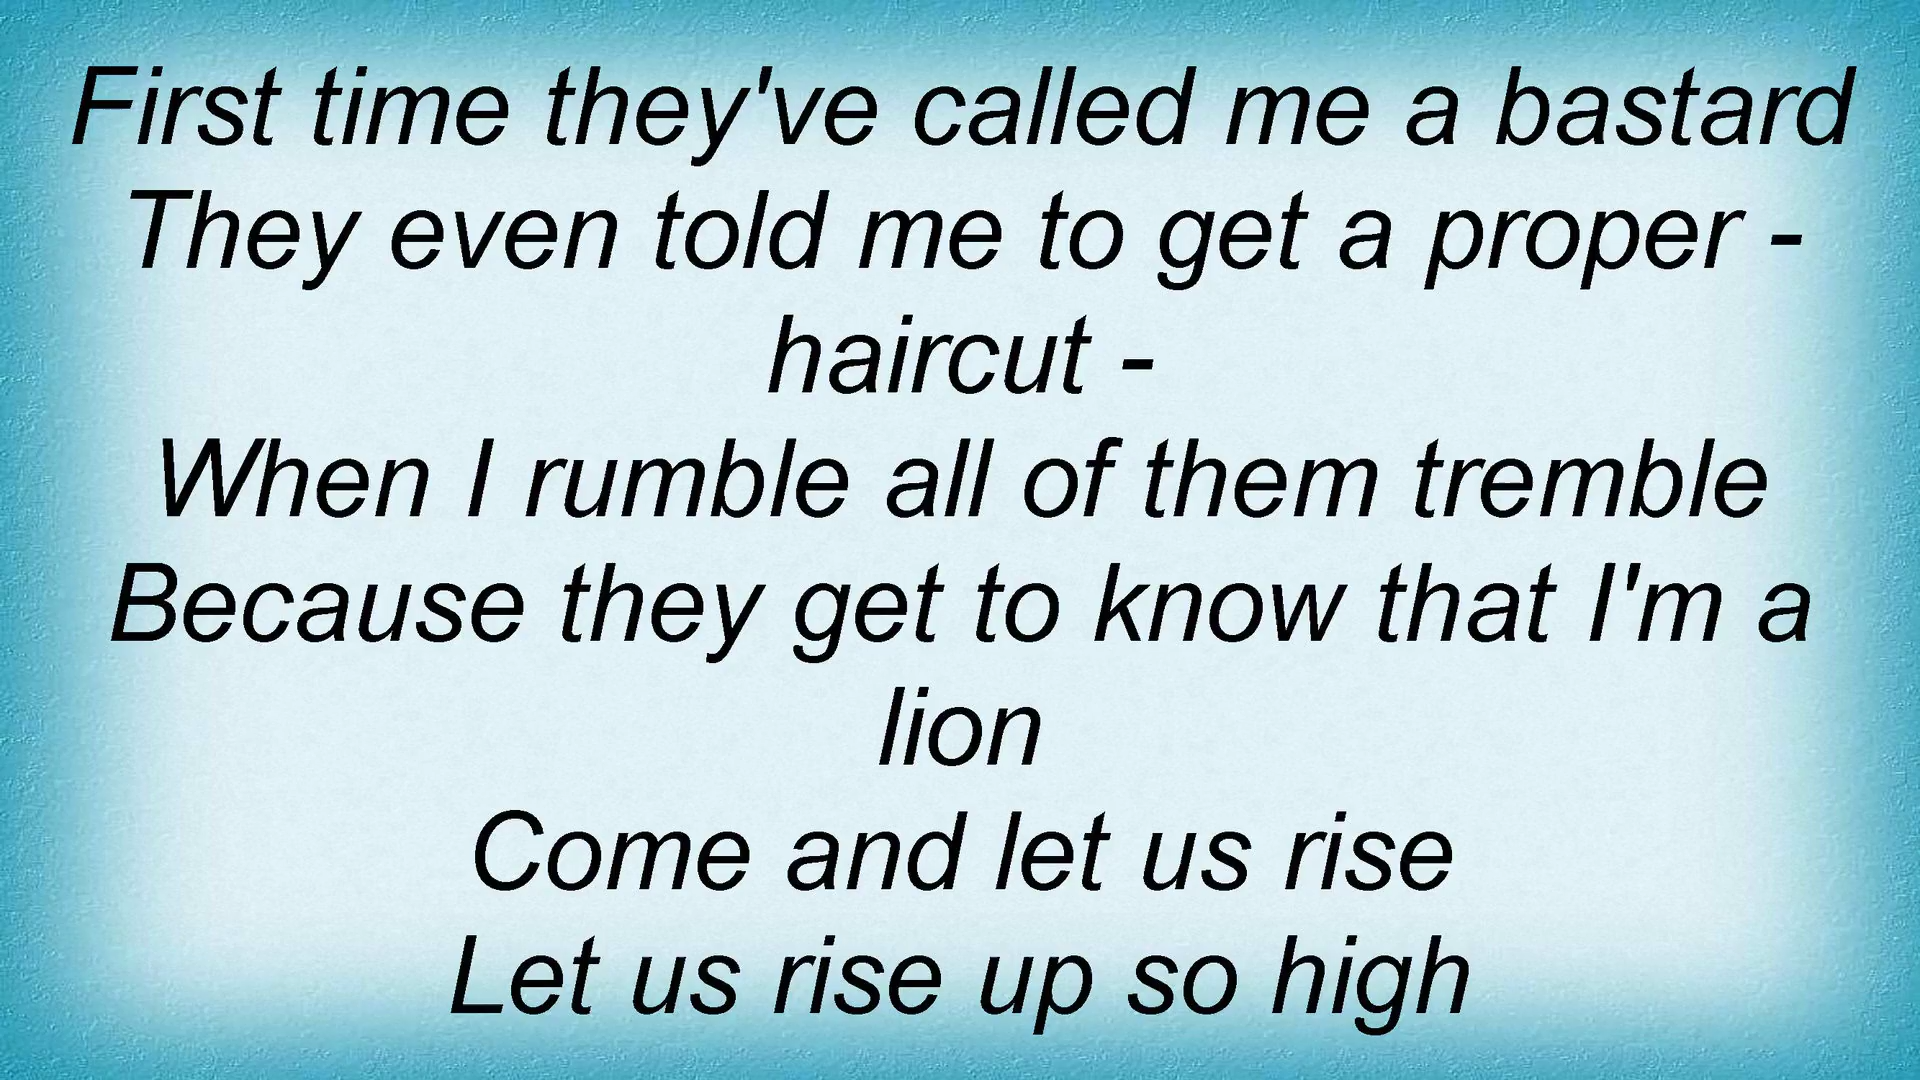 First time they've called me a bastard
They even told me to get a proper -
haircut -
When I rumble all of them tremble
Because they get to know that I'm a
lion
Come and let us rise
Let us rise up so high